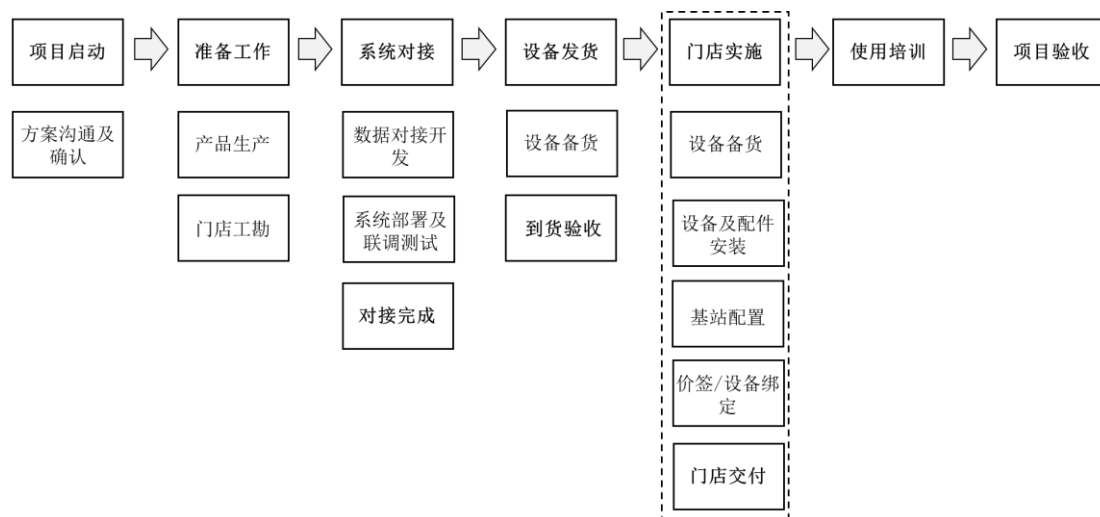 项目启动
准备工作
系统对接
设备发货
门店实施
使用培训
项目验收
方案沟通及
确认
产品生产
数据对接开
发
设备备货
设备备货
门店工勘
系统部署及
联调测试
到货验收
设备及配件
安装
对接完成
基站配置
价签/设备绑
定
门店交付